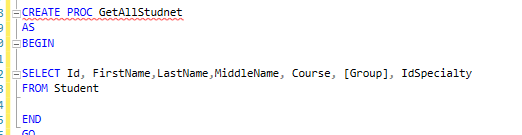 CREATE PROC GetAllStudnet
AS
BEGIN
SELECT Id, FirstName,LastName,MiddleName, Course, [Group], IdSpecialty
FROM Student
END
GO